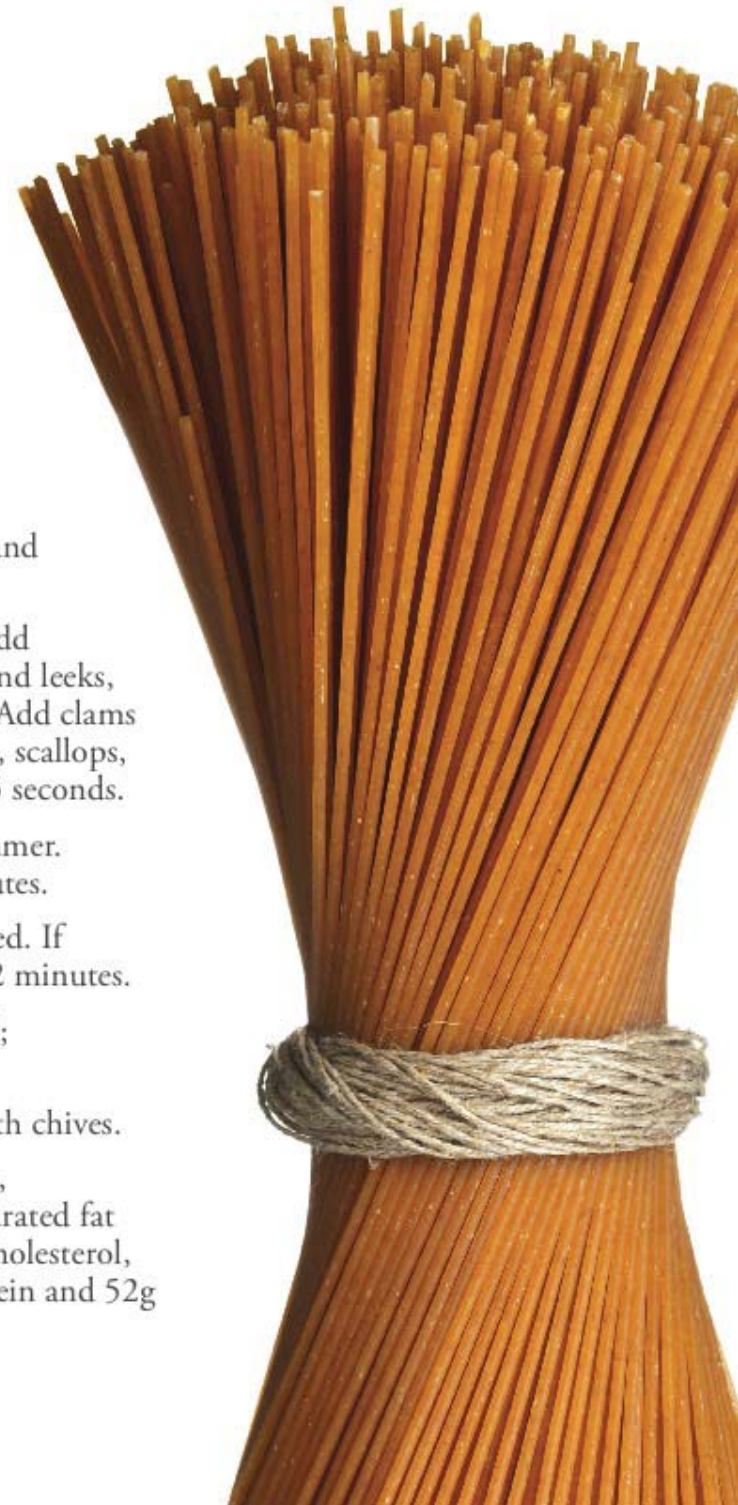 and
dd
nd leeks,
Add clams
, scallops,
seconds.
mer.
utes.
ed. If
2 minutes.
;
th chives.
,
rated fat
holesterol,
ein and 52g